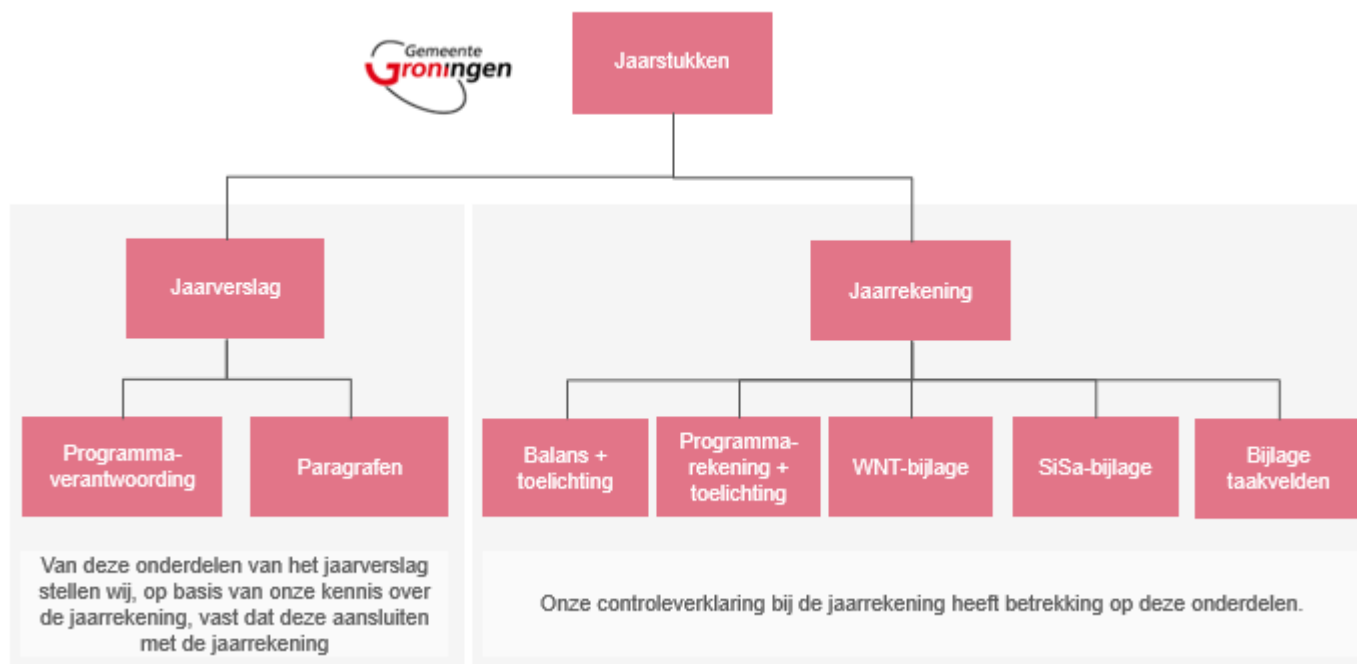 Gemeente
Groningen
Jaarstukken
Jaarverslag
Jaarrekening
Programma-
verantwoording
Paragrafen
Balans +
toelichting
Programma-
rekening +
toelichting
WNT-bijlage
SiSa-bijlage
Bijlage
taakvelden
Van deze onderdelen van het jaarverslag
stellen wij, op basis van onze kennis over
de jaarrekening, vast dat deze aansluiten
met de jaarrekening
Onze controleverklaring bij de jaarrekening heeft betrekking op deze onderdelen.